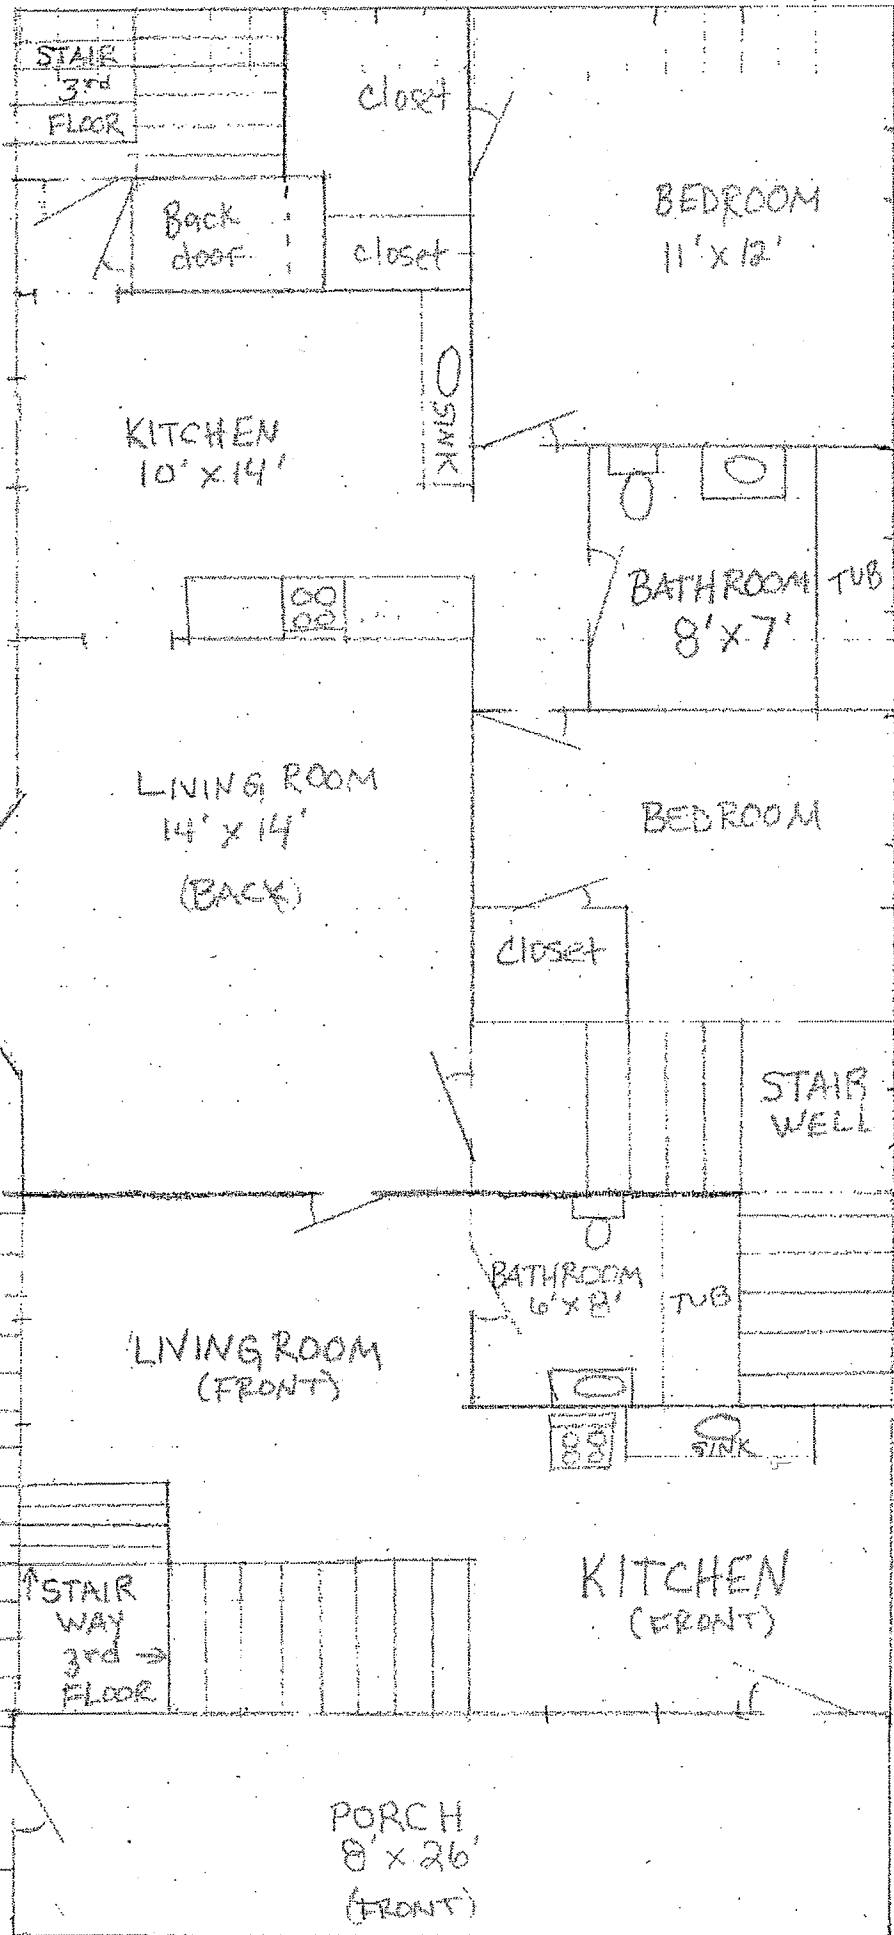 STAIR
3rd
FLOOR
closet
BEDROOM
11' x 12'
Back
door
closet
SINK
KITCHEN
10' x 14'
BATHROOM
8' x 7'
TUB
LIVING ROOM
14' x 14'
(BACK)
BEDROOM
closet
STAIR
WELL
BATHROOM
6' x 8'
TUB
LIVING ROOM
(FRONT)
SINK
KITCHEN
(FRONT)
↑STAIR
WAY
3rd →
FLOOR
PORCH
8' x 26'
(FRONT)